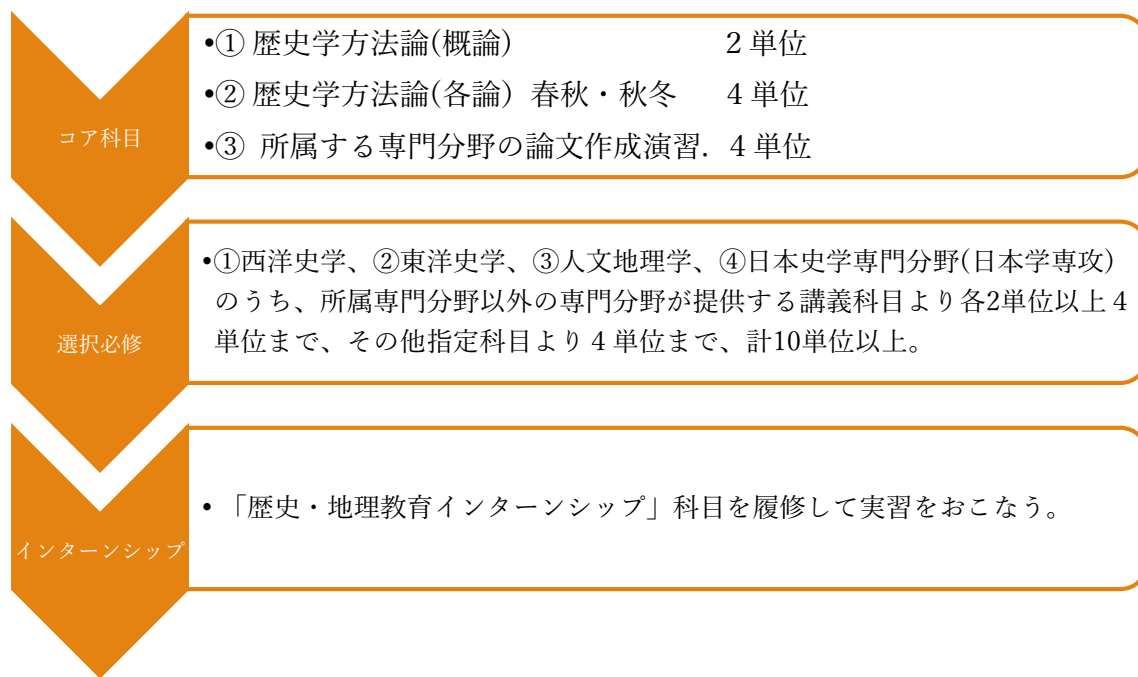 コア科目
•① 歴史学方法論(概論) ２単位
•② 歴史学方法論(各論) 春秋・秋冬 ４単位
•③ 所属する専門分野の論文作成演習. ４単位
選択必修
•①西洋史学、②東洋史学、③人文地理学、④日本史学専門分野(日本学専攻)
のうち、所属専門分野以外の専門分野が提供する講義科目より各2単位以上４
単位まで、その他指定科目より４単位まで、計10単位以上。
インターンシップ
• 「歴史・地理教育インターンシップ」科目を履修して実習をおこなう。